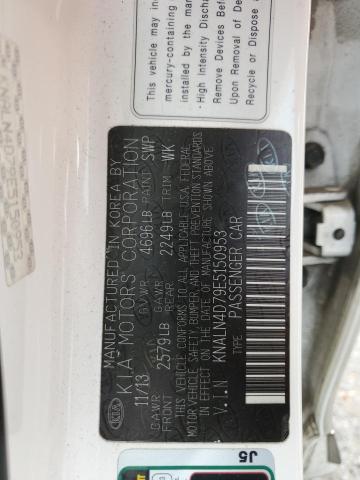 This vehicle may in
mercury-containing
installed by the man
- High Intensity Dischar
Remove Devices Befo
Upon Removal of De
Recycle or Dispose
MANUFACTURED IN KOREA BY
KIA MOTORS CORPORATION
11/13 GVWR 4696LB PAINT SWP
GAWR FRONT 2579LB GAWR REAR 2249LB TRIM WK
THIS VEHICLE CONFORMS TO ALL APPLICABLE U.S.A. FEDERAL
MOTOR VEHICLE SAFETY BUMPER AND THEFT PREVENTION STANDARDS
IN EFFECT ON THE DATE OF MANUFACTURE SHOWN ABOVE
V.I.N KNALN4D79E5150953
TYPE PASSENGER CAR
KIA
J5